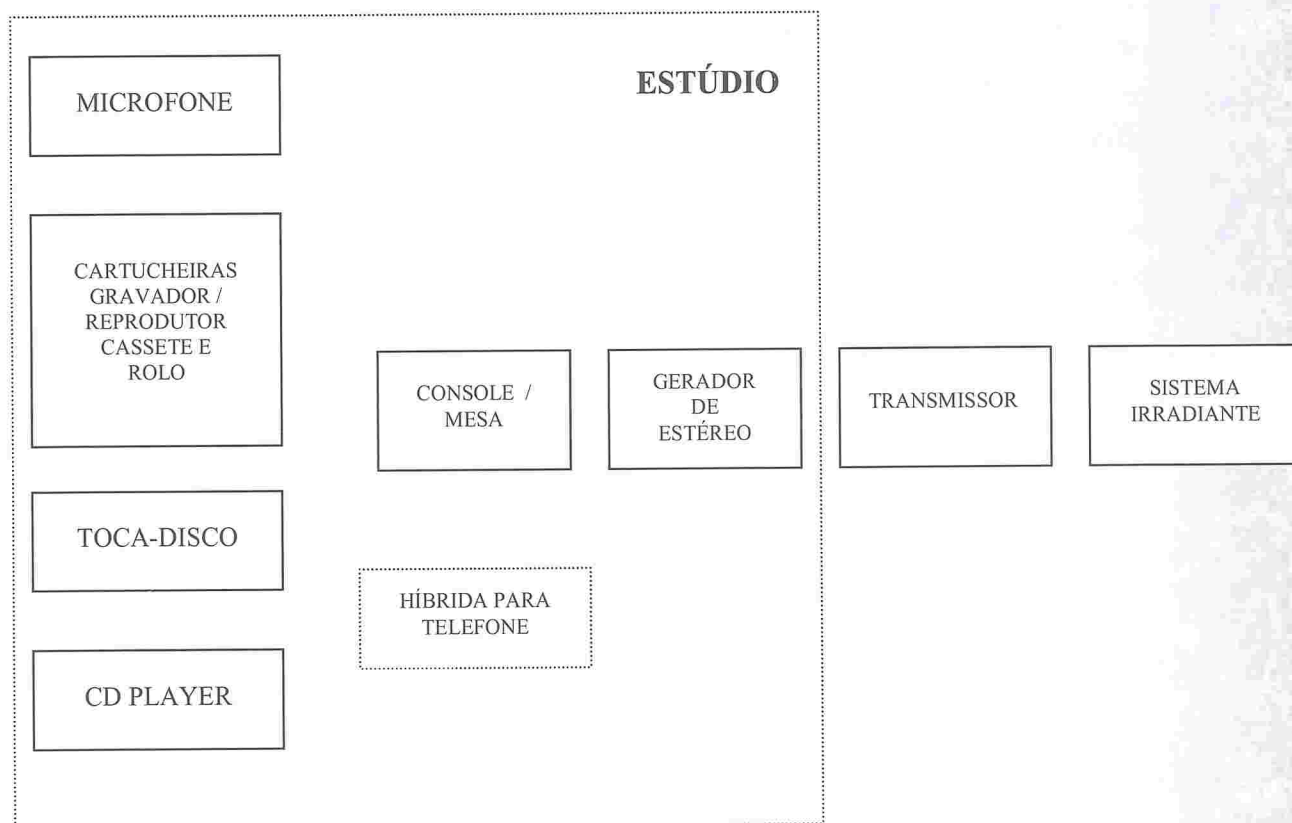 ESTÚDIO
MICROFONE
CARTUCHEIRAS
GRAVADOR /
REPRODUTOR
CASSETE E
ROLO
TOCA-DISCO
CD PLAYER
CONSOLE /
MESA
HÍBRIDA PARA
TELEFONE
GERADOR
DE
ESTÉREO
TRANSMISSOR
SISTEMA
IRRADIANTE